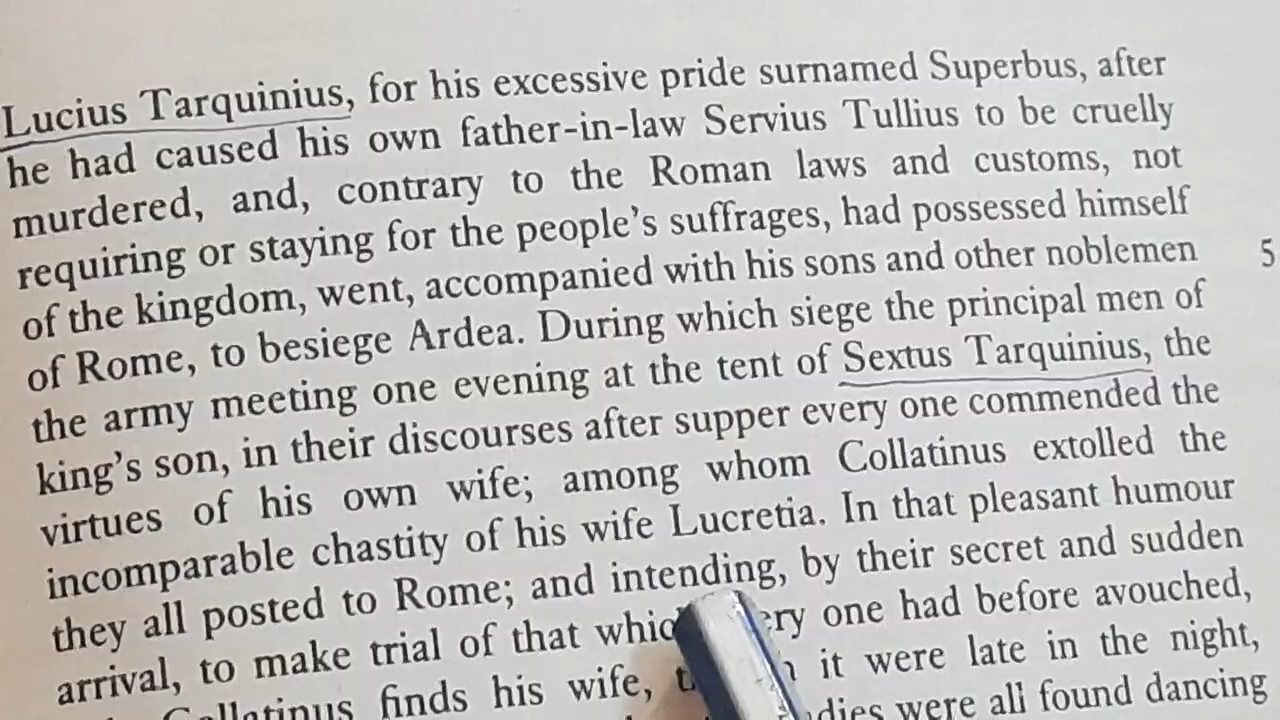 Lucius Tarquinius, for his excessive pride surnamed Superbus, after
he had caused his own father-in-law Servius Tullius to be cruelly
murdered, and, contrary to the Roman laws and customs, not
requiring or staying for the people's suffrages, had possessed himself
of the kingdom, went, accompanied with his sons and other noblemen 5
of Rome, to besiege Ardea. During which siege the principal men of
the army meeting one evening at the tent of Sextus Tarquinius, the
king's son, in their discourses after supper every one commended the
virtues of his own wife; among whom Collatinus extolled the
incomparable chastity of his wife Lucretia. In that pleasant humour
they all posted to Rome; and intending, by their secret and sudden
arrival, to make trial of that one had before avouched,
Collatinus finds his wife, it were late in the night,
were all found dancing